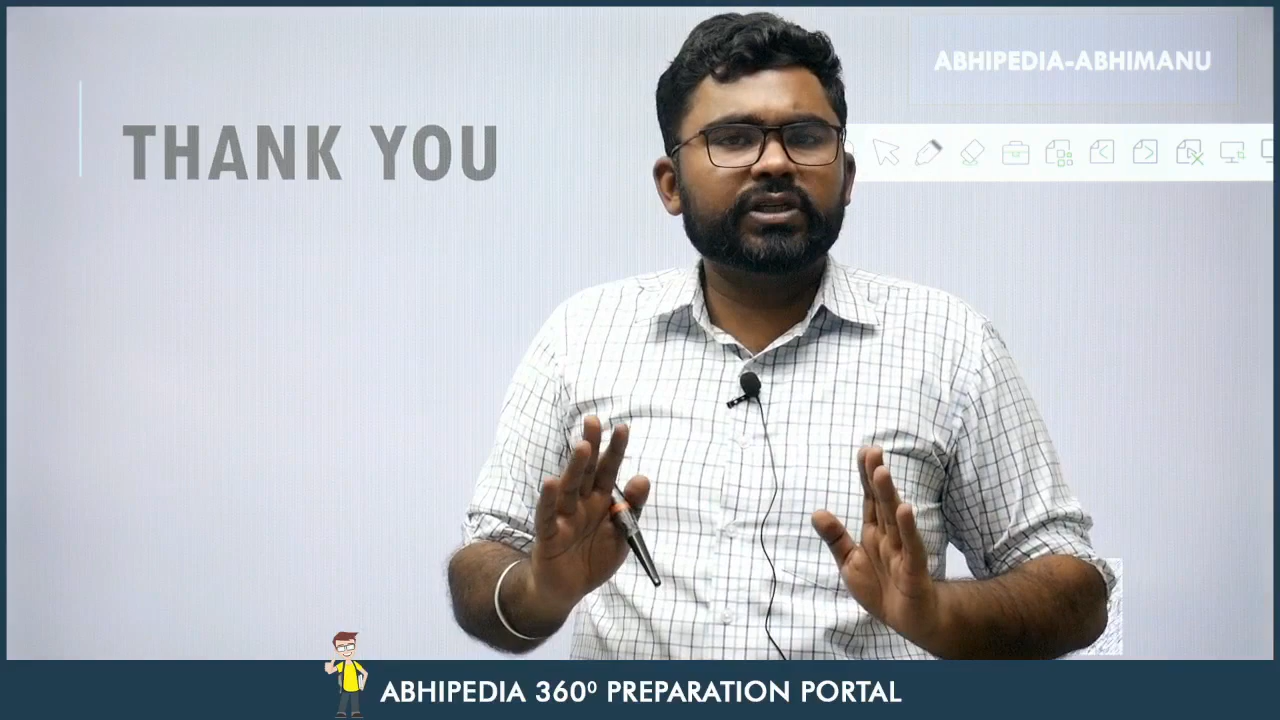 ABHIPEDIA-ABHIMANU
THANK YOU
ABHIPEDIA 360⁰ PREPARATION PORTAL